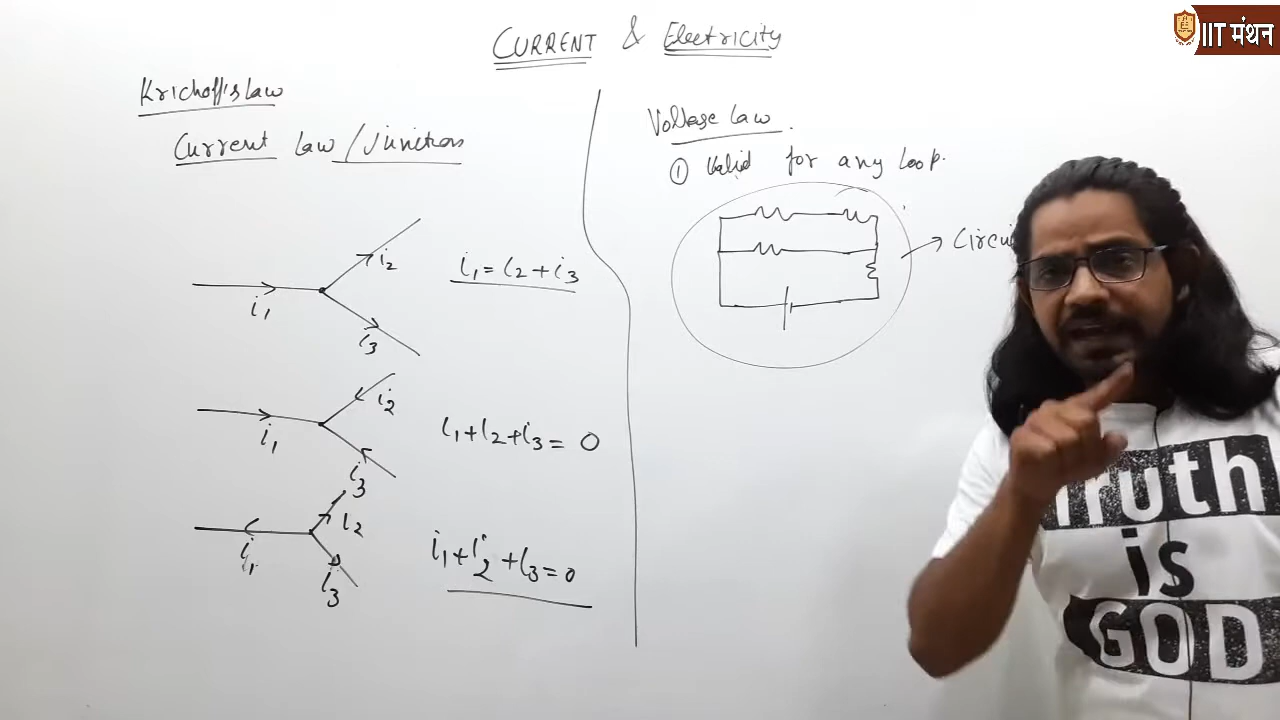 CURRENT & Electricity
IIT मंथन
Krichoff's law
Current law / Junction
i2
i1
i3
i1 = i2 + i3
i2
i1
i3
i1 + i2 + i3 = 0
i2
i1
i3
i1 + i2 + i3 = 0
Voltage law.
① Valid for any loop.
Circui
Truth
is
GOD